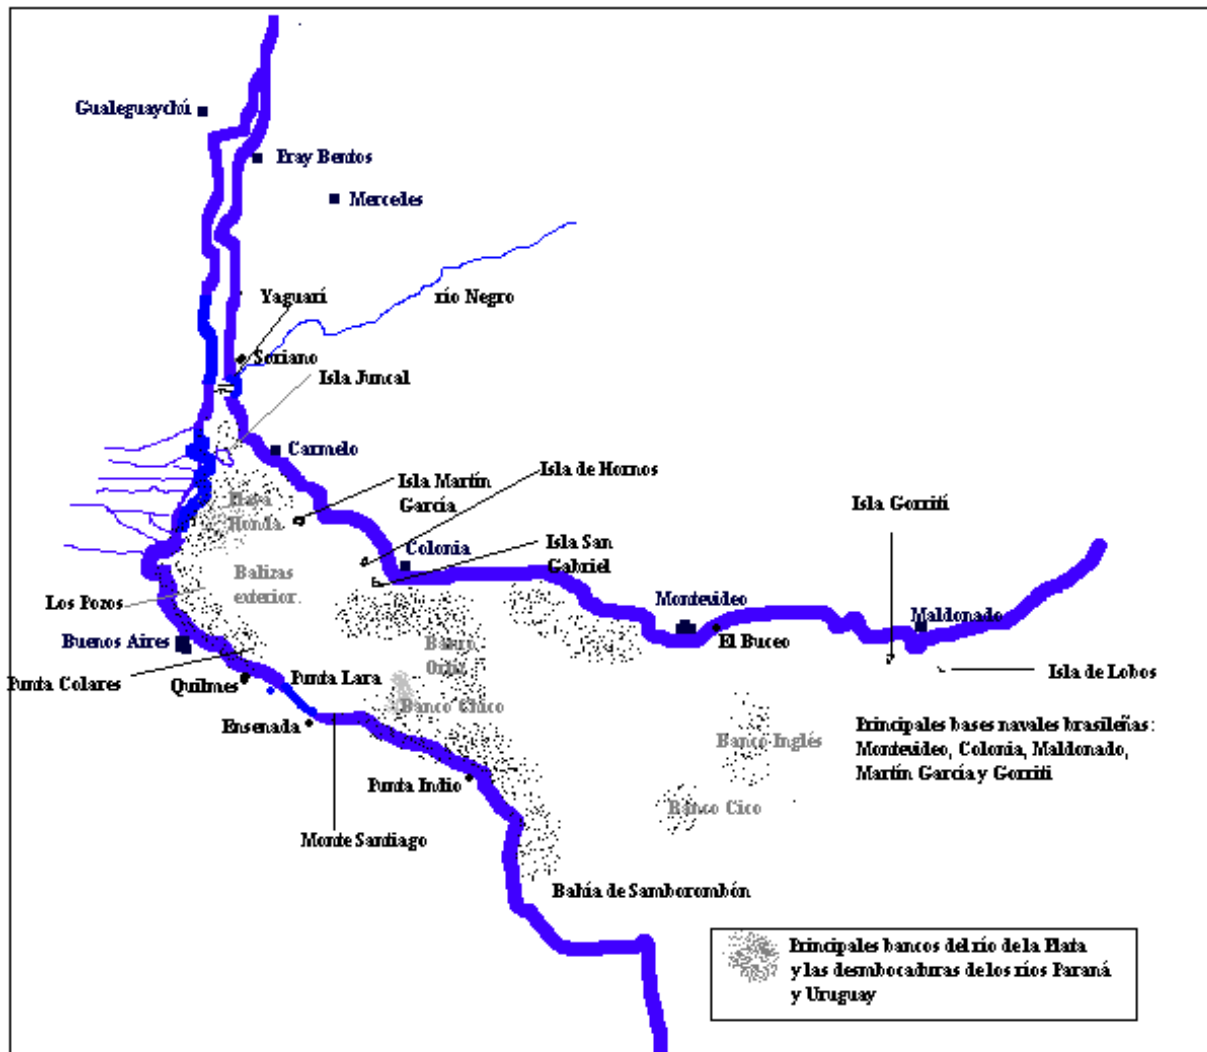 Gualeguaychú
Fray Bentos
Mercedes
Yaguarí
río Negro
Soriano
Isla Juncal
Carmelo
Isla de Hornos
Isla Martín
García
Isla Gorrití
Playa
Honda
Isla San
Gabriel
Colonia
Balizas
exterior.
Los Pozos
Montevideo
Maldonado
Buenos Aires
El Buceo
Banco
Ortiz
Isla de Lobos
Punta Colares
Quilmes
Punta Lara
Banco Chico
Ensenada
Principales bases navales brasileñas:
Montevideo, Colonia, Maldonado,
Martín García y Gorriti
Banco Inglés
Punta Indio
Banco Cico
Monte Santiago
Bahía de Samborombón
Principales bancos del río de la Plata
y las desmbocaduras de los ríos Paraná
y Uruguay